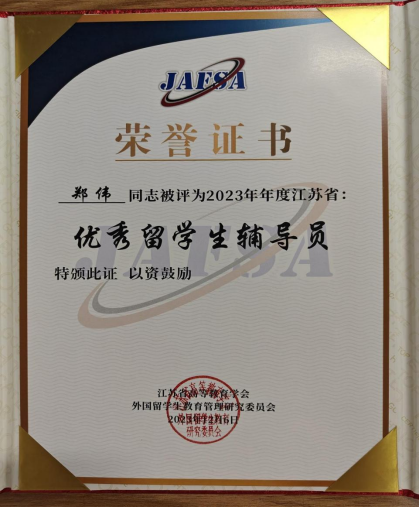 JAFSA
荣誉证书
郑伟 同志被评为2023年年度江苏省：
优秀留学生辅导员
特颁此证 以资鼓励
江苏省高等教育学会
外国留学生教育管理研究委员会